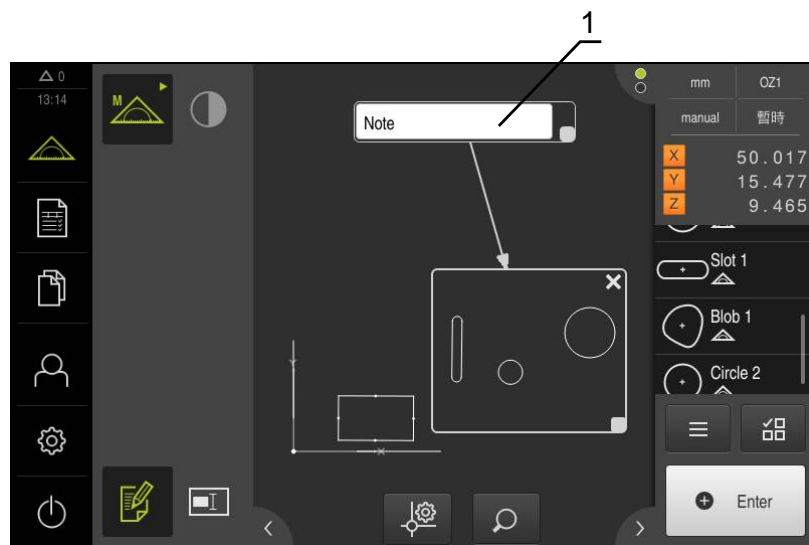 1
0
13:14
M
Note
mm
OZ1
manual
暫時
X 50.017
Y 15.477
Z 9.465
Slot 1
Blob 1
Circle 2
Enter
Y
X